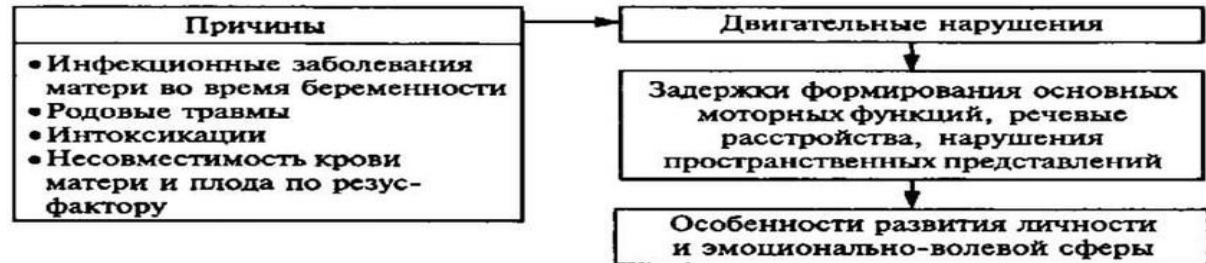 Причины
• Инфекционные заболевания
матери во время беременности
• Родовые травмы
• Интоксикации
• Несовместимость крови
матери и плода по резус-
фактору
Двигательные нарушения
Задержки формирования основных
моторных функций, речевые
расстройства, нарушения
пространственных представлений
Особенности развития личности
и эмоционально-волевой сферы